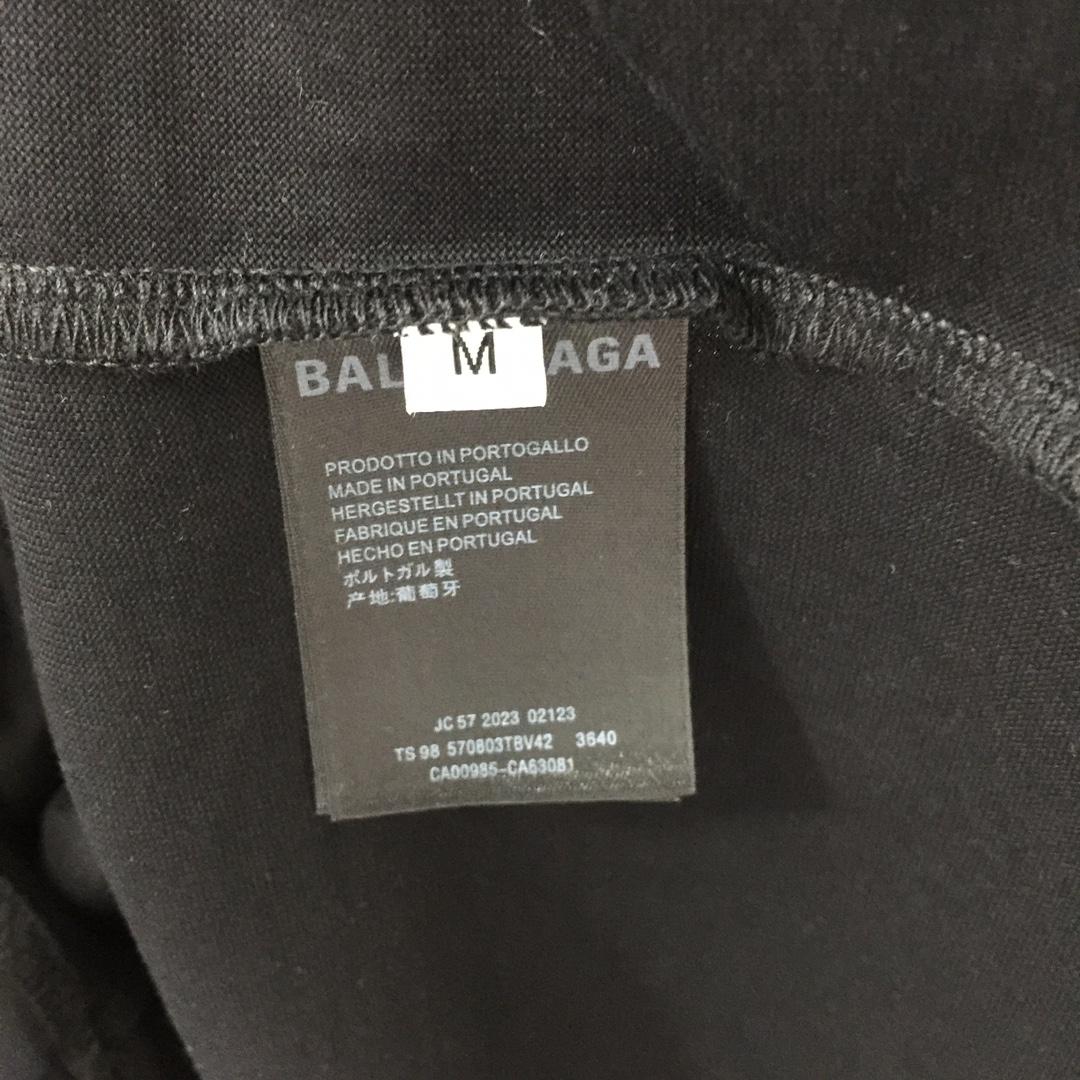 M
BAL AGA
PRODOTTO IN PORTOGALLO
MADE IN PORTUGAL
HERGESTELLT IN PORTUGAL
FABRIQUE EN PORTUGAL
HECHO EN PORTUGAL
ポルトガル製
产地:葡萄牙
JC 57 2023 02123
TS 98 570803TBV42 3640
CA00985-CA63081